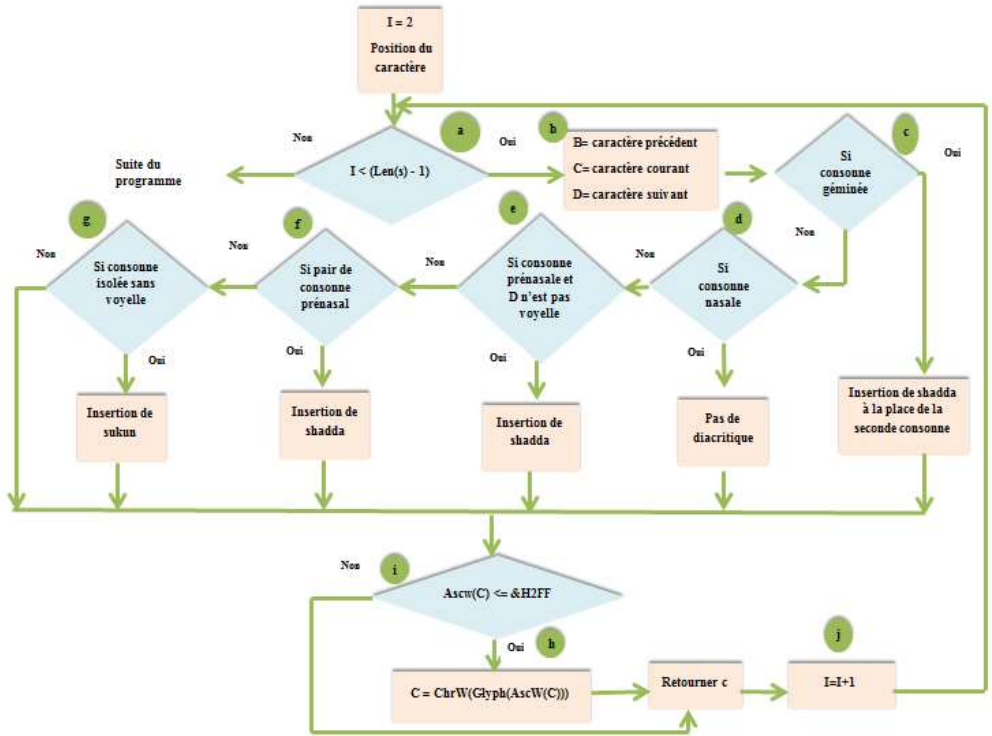 I = 2
Position du
caractère
a
Non
Oui
I < (Len(s) - 1)
b
B= caractère précédent
C= caractère courant
D= caractère suivant
c
Oui
Si
consonne
géminée
Non
Suite du
programme
d
Si
consonne
nasale
Non
Oui
e
Si consonne
prénasale et
D n'est pas
voyelle
Non
Oui
f
Si pair de
consonne
prénasal
Non
Oui
g
Non
Si consonne
isolée sans
voyelle
Oui
Insertion de
sukun
Insertion de
shadda
Insertion de
shadda
Pas de
diacritique
Insertion de shadda
à la place de la
seconde consonne
Non
i
Ascw(C) <= &H2FF
Oui
h
C = ChrW(Glyph(AscW(C)))
Retourner c
j
I=I+1